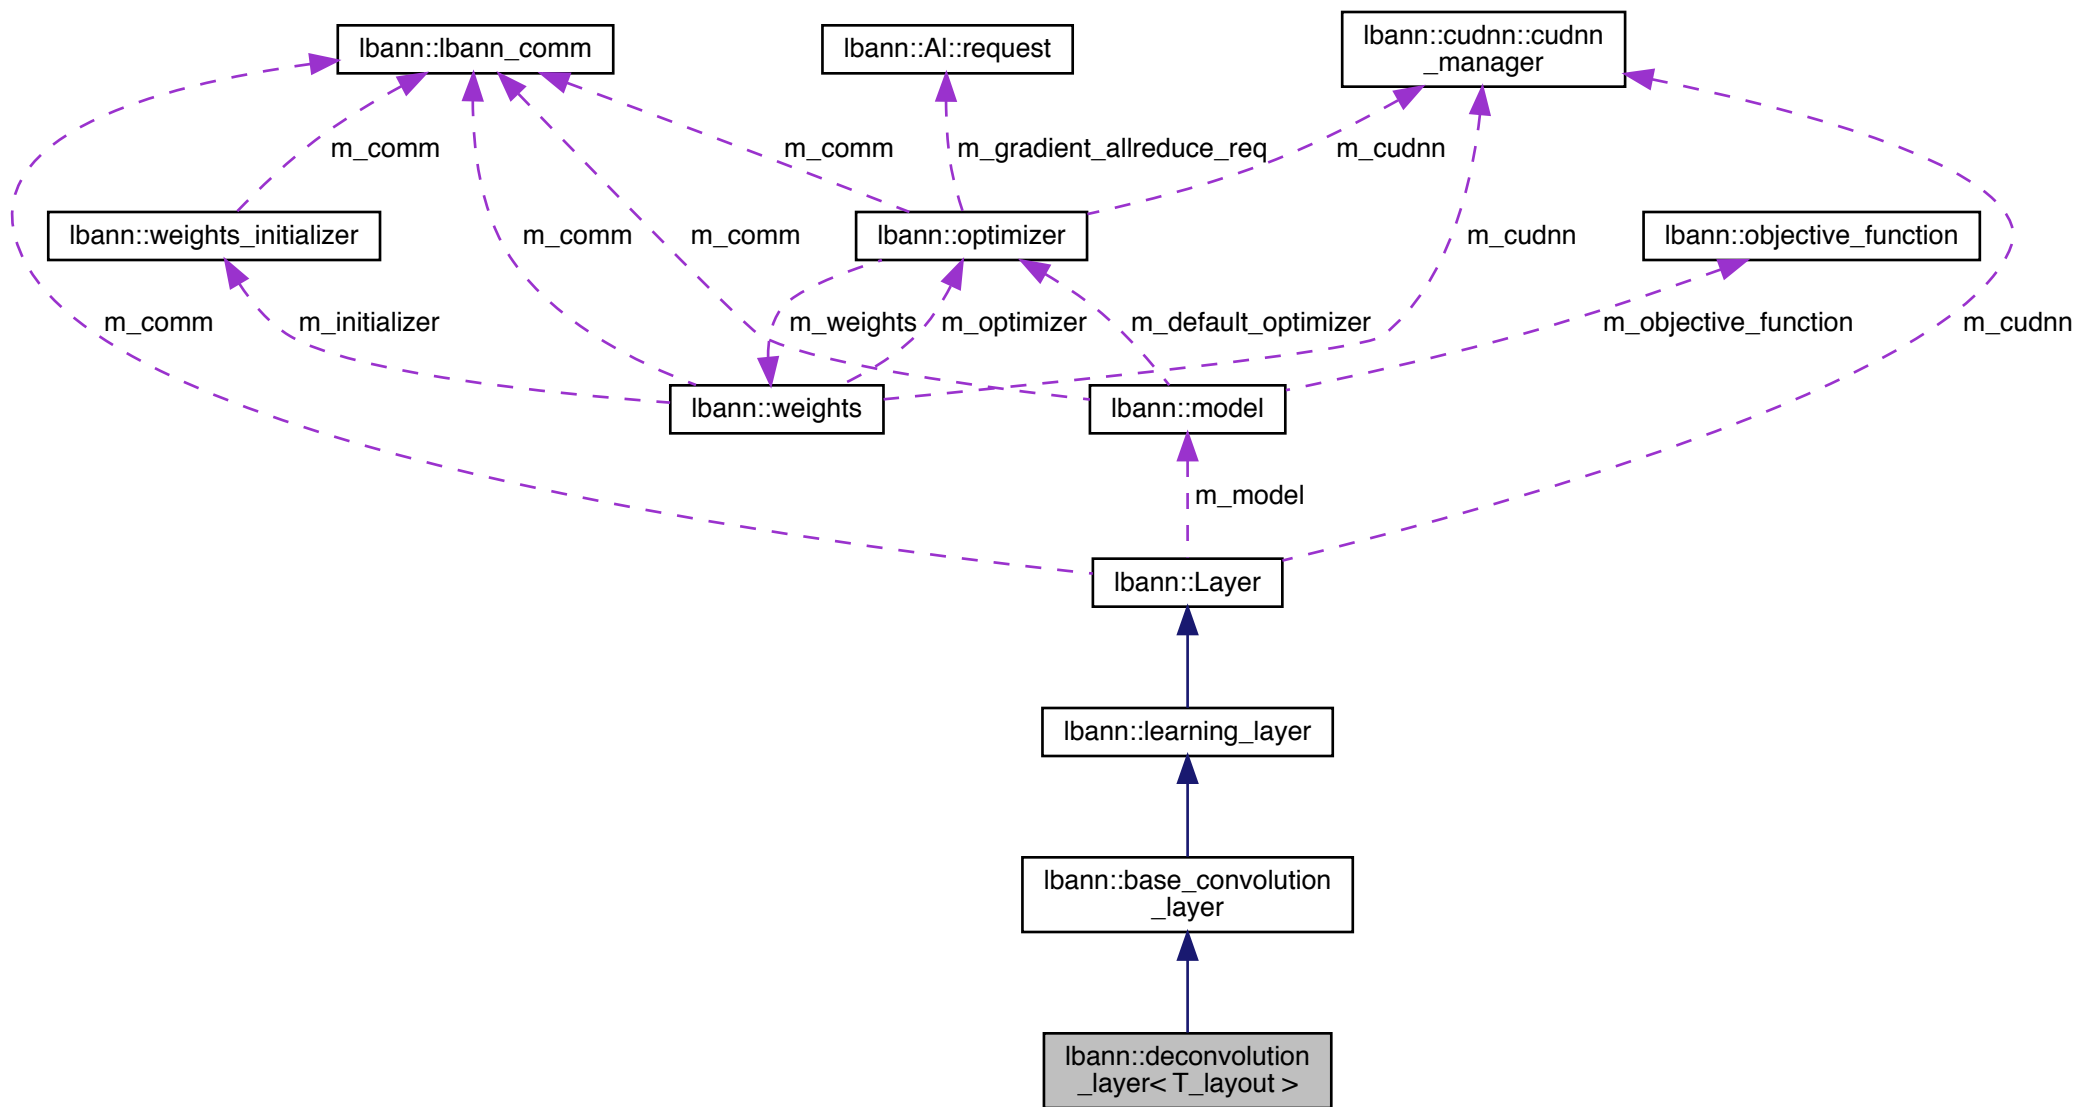 lbann::lbann_comm
lbann::Al::request
lbann::cudnn::cudnn
_manager
m_comm
m_comm
m_gradient_allreduce_req
m_cudnn
lbann::weights_initializer
m_comm
m_comm
lbann::optimizer
m_cudnn
lbann::objective_function
m_comm
m_initializer
m_weights
m_optimizer
m_default_optimizer
m_objective_function
m_cudnn
lbann::weights
lbann::model
m_model
lbann::Layer
lbann::learning_layer
lbann::base_convolution
_layer
lbann::deconvolution
_layer< T_layout >